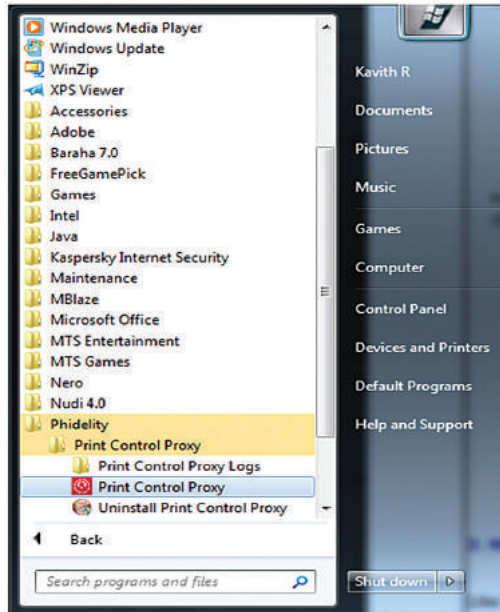 Windows Media Player
Windows Update
WinZip
XPS Viewer
Accessories
Adobe
Baraha 7.0
FreeGamePick
Games
Intel
Java
Kaspersky Internet Security
Maintenance
MBlaze
Microsoft Office
MTS Entertainment
MTS Games
Nero
Nudi 4.0
Phidelity
Print Control Proxy
Print Control Proxy Logs
Print Control Proxy
Uninstall Print Control Proxy
Back
Search programs and files
Kavith R
Documents
Pictures
Music
Games
Computer
Control Panel
Devices and Printers
Default Programs
Help and Support
Shut down